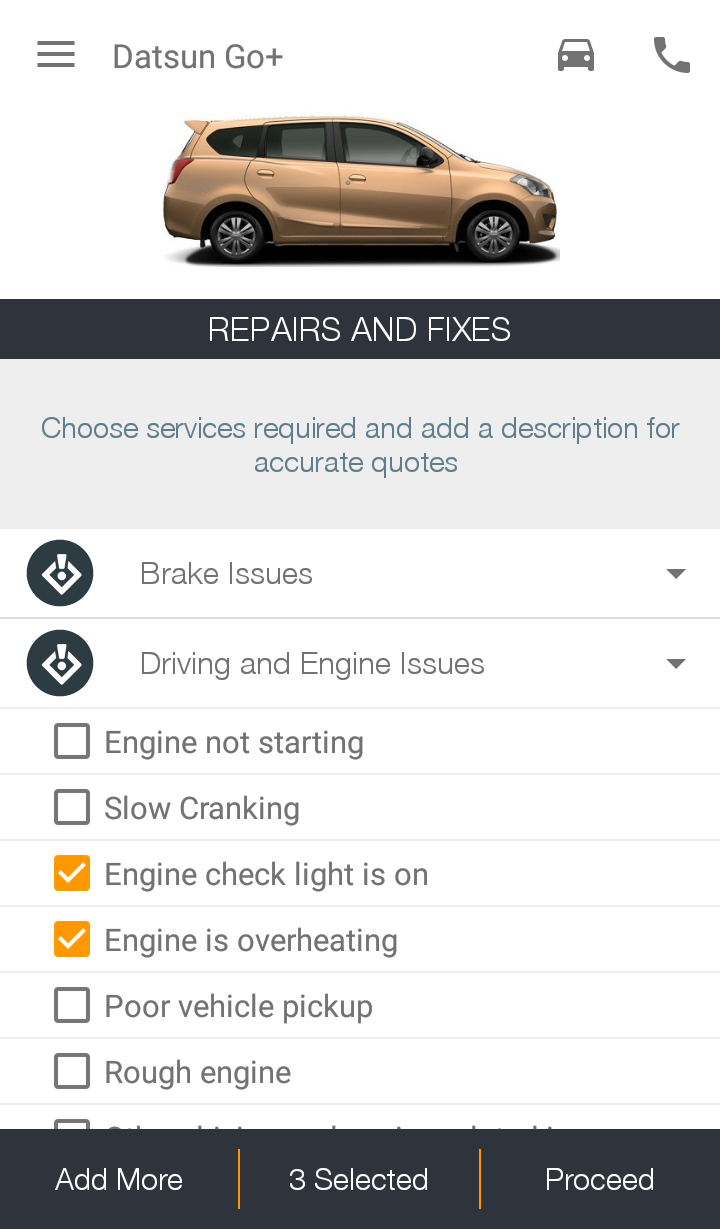 Datsun Go+
REPAIRS AND FIXES
Choose services required and add a description for
accurate quotes
Brake Issues
Driving and Engine Issues
Engine not starting
Slow Cranking
Engine check light is on
Engine is overheating
Poor vehicle pickup
Rough engine
Add More
3 Selected
Proceed